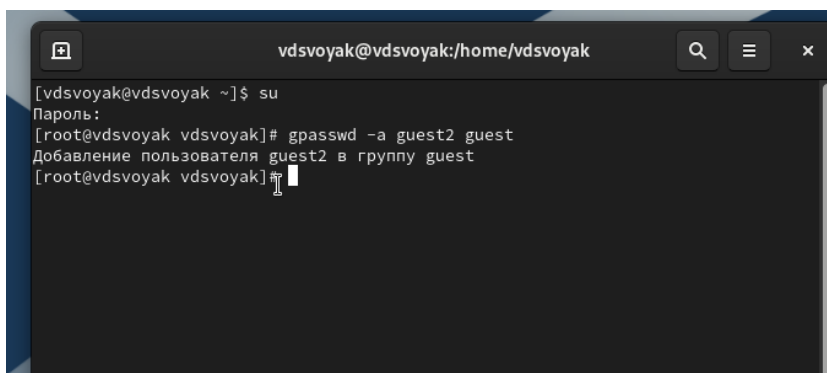 vdsvoyak@vdsvoyak:/home/vdsvoyak
[vdsvoyak@vdsvoyak ~]$ su
Пароль:
[root@vdsvoyak vdsvoyak]# gpasswd -a guest2 guest
Добавление пользователя guest2 в группу guest
[root@vdsvoyak vdsvoyak]#